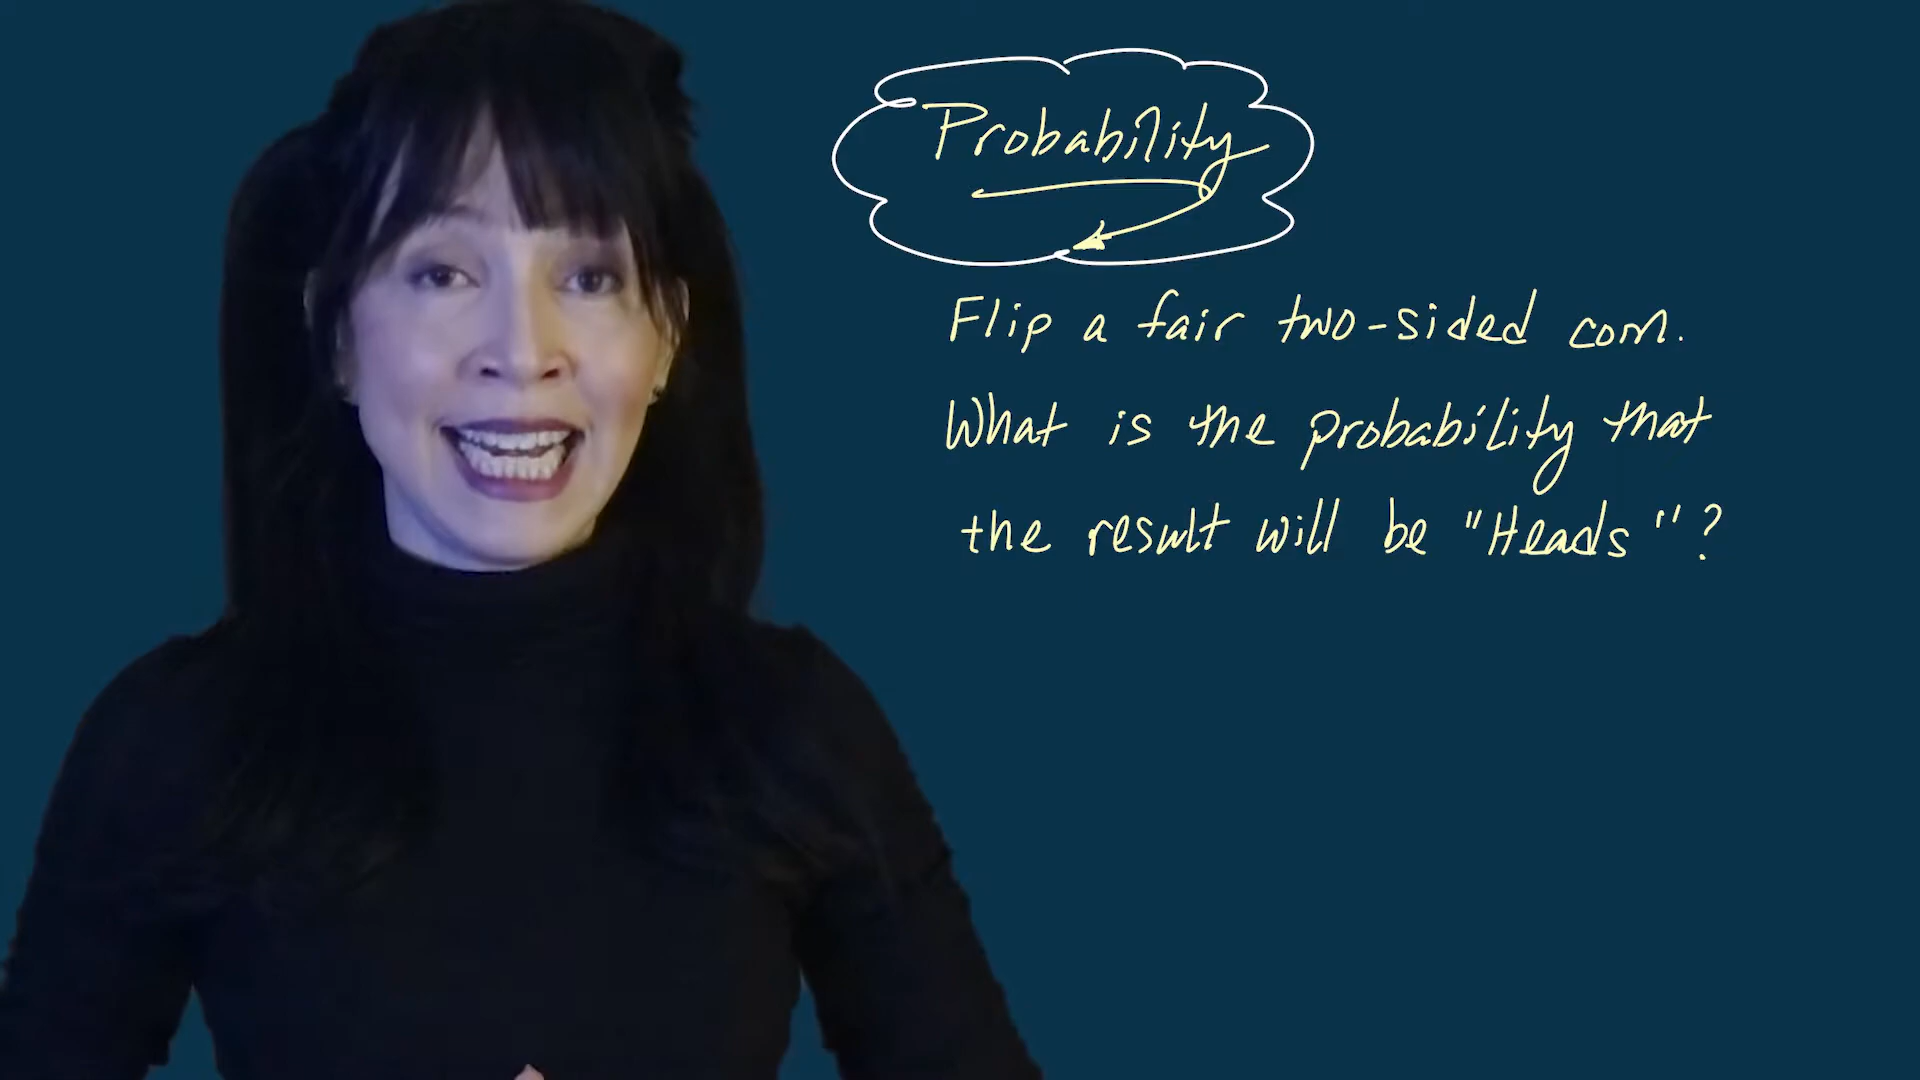 Probability
Flip a fair two-sided coin.
What is the probability that
the result will be "Heads"?